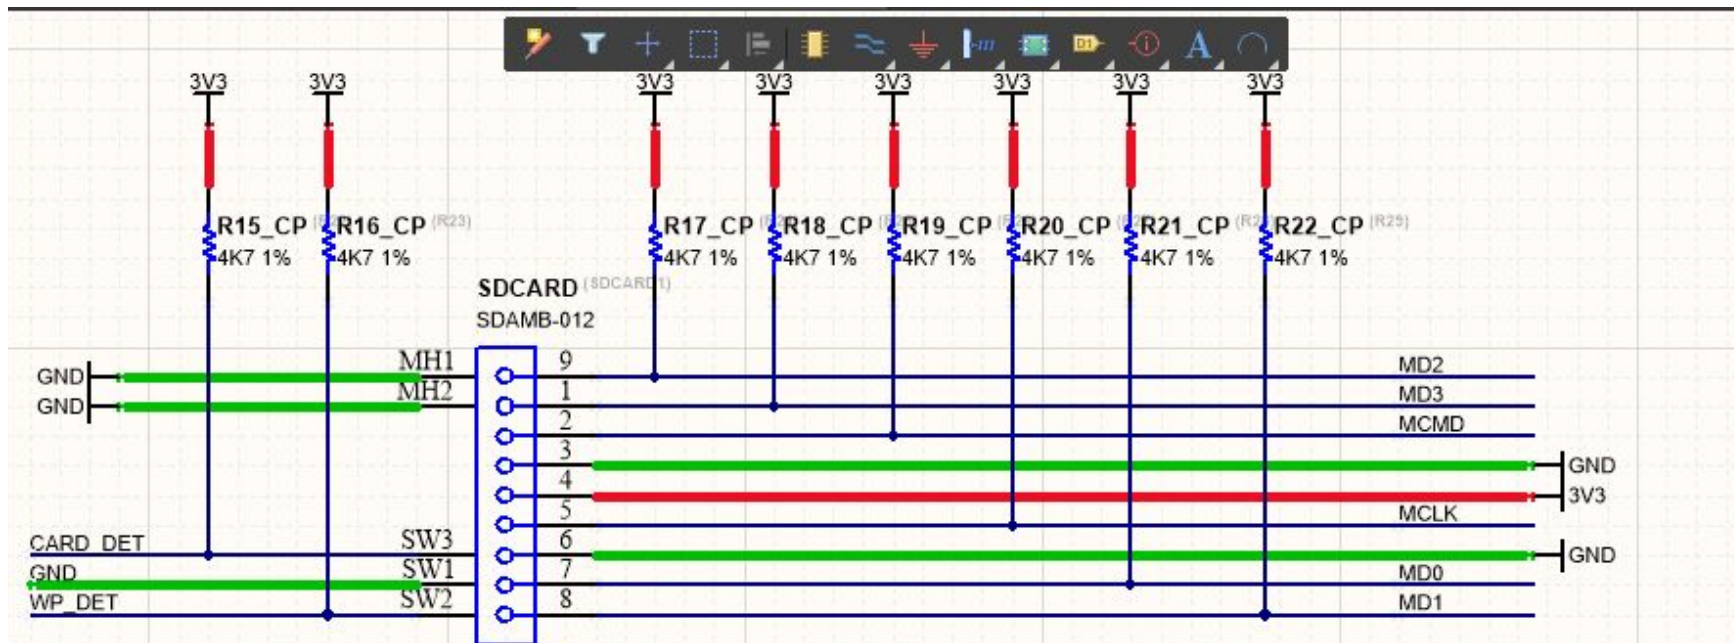 D1
A
3V3 3V3 3V3 3V3 3V3 3V3 3V3 3V3
R15_CP R16_CP (R23) R17_CP R18_CP R19_CP R20_CP R21_CP R22_CP (R29)
4K7 1% 4K7 1% 4K7 1% 4K7 1% 4K7 1% 4K7 1% 4K7 1% 4K7 1%
SDCARD (SDCARD1)
SDAMB-012
GND MH1 9 MD2
GND MH2 1 MD3
2 MCMD
3 GND
4 3V3
5 MCLK
CARD_DET SW3 6 GND
GND SW1 7 MD0
WP_DET SW2 8 MD1